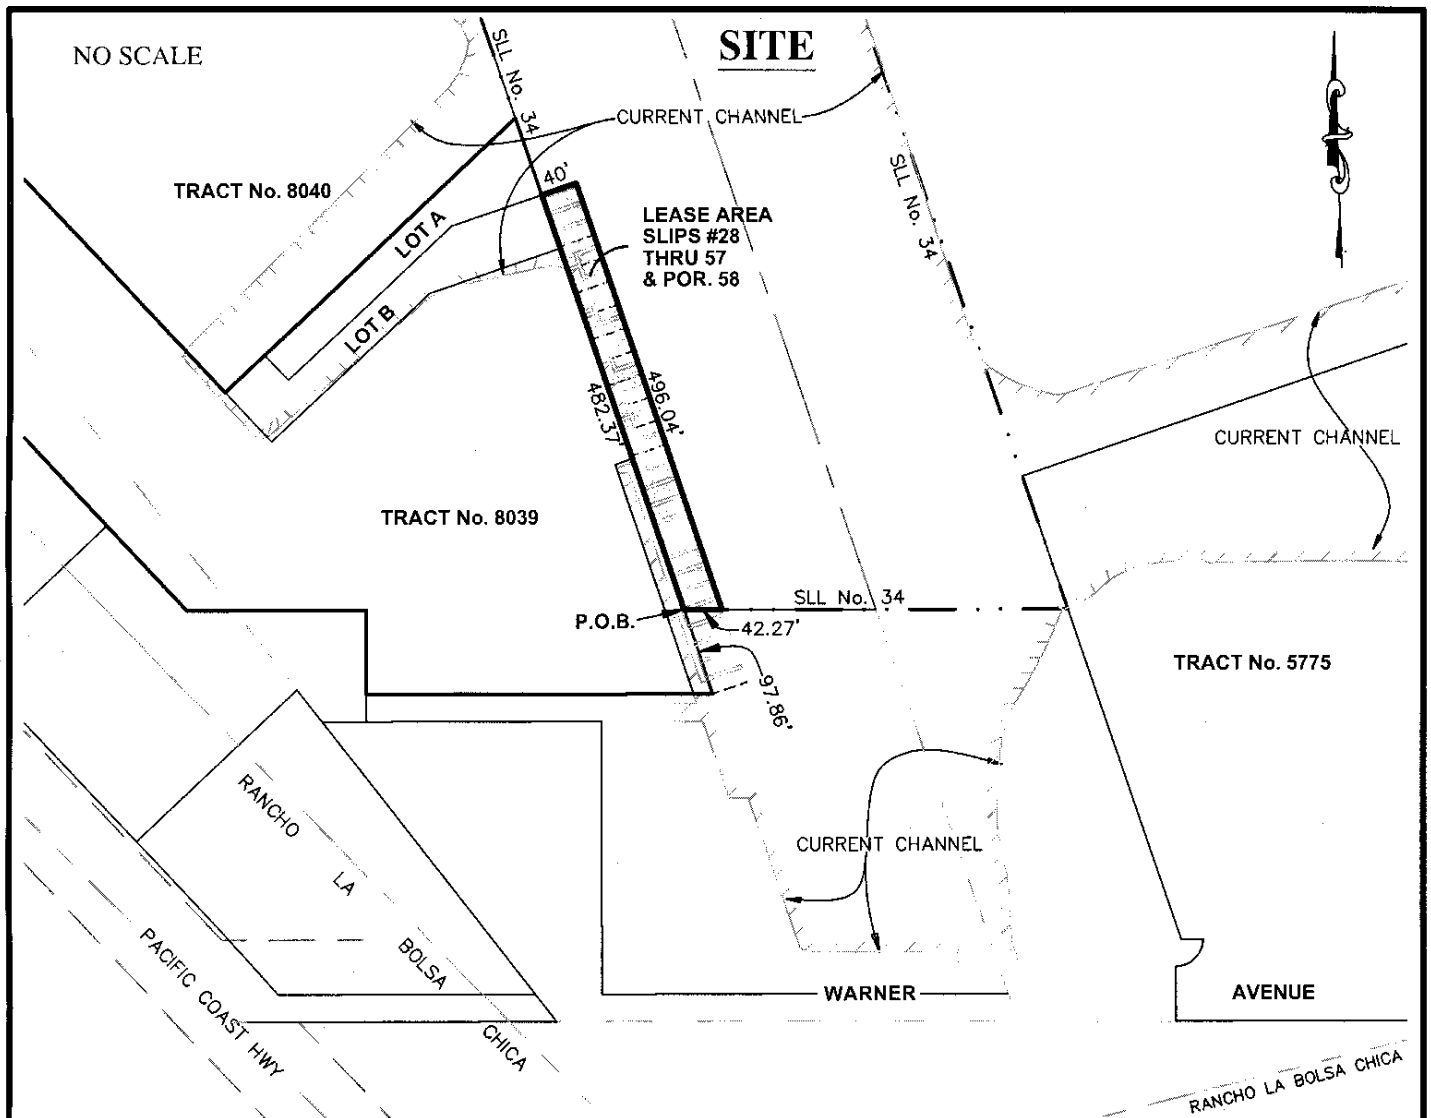 NO SCALE
SITE
SLL No. 34
CURRENT CHANNEL
TRACT No. 8040
40'
SLL No. 34
LOT A
LEASE AREA
SLIPS #28
THRU 57
& POR. 58
LOT B
482.37'
496.04'
CURRENT CHANNEL
TRACT No. 8039
SLL No. 34
P.O.B.
42.27'
TRACT No. 5775
97.86'
RANCHO
LA
BOLSA
CHICA
CURRENT CHANNEL
PACIFIC COAST HWY
WARNER
AVENUE
RANCHO LA BOLSA CHICA